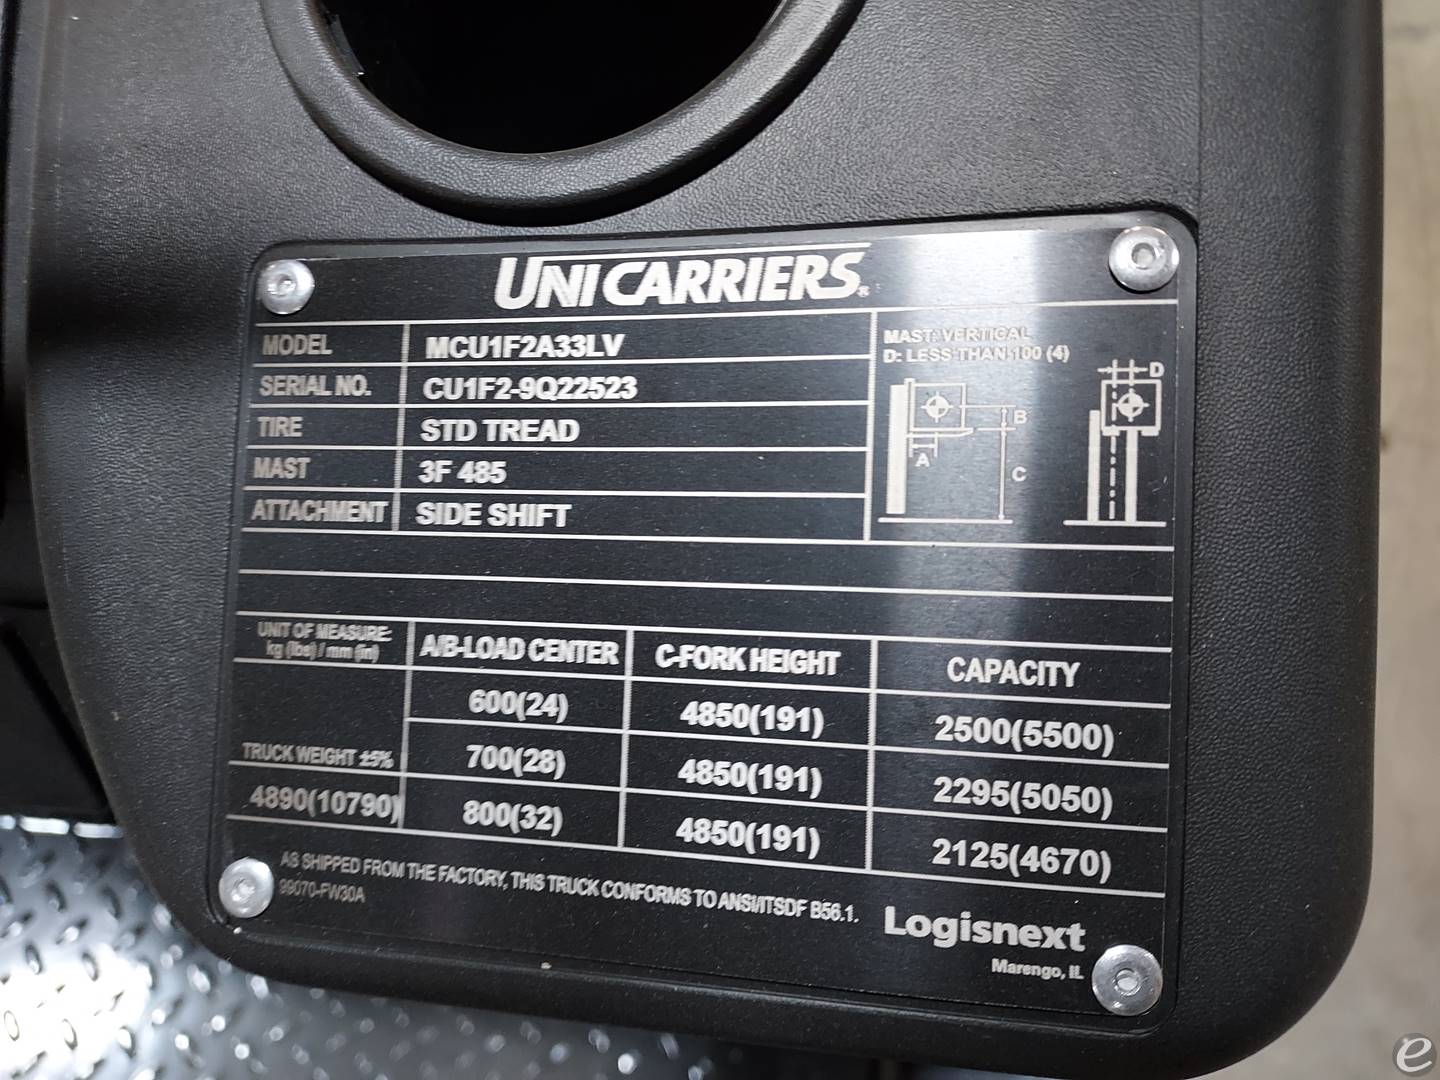 UNICARRIERS®
MODEL MCU1F2A33LV
SERIAL NO. CU1F2-9Q22523
TIRE STD TREAD
MAST 3F 485
ATTACHMENT SIDE SHIFT
MAST: VERTICAL
D: LESS THAN 100 (4)
D
B
A
C
UNIT OF MEASURE:
kg (lbs) / mm (in)
A/B-LOAD CENTER C-FORK HEIGHT CAPACITY
600(24) 4850(191) 2500(5500)
700(28) 4850(191) 2295(5050)
800(32) 4850(191) 2125(4670)
TRUCK WEIGHT ±5%
4890(10790)
AS SHIPPED FROM THE FACTORY, THIS TRUCK CONFORMS TO ANSI/ITSDF B56.1.
99070-FW30A
Logisnext
Marengo, IL
e